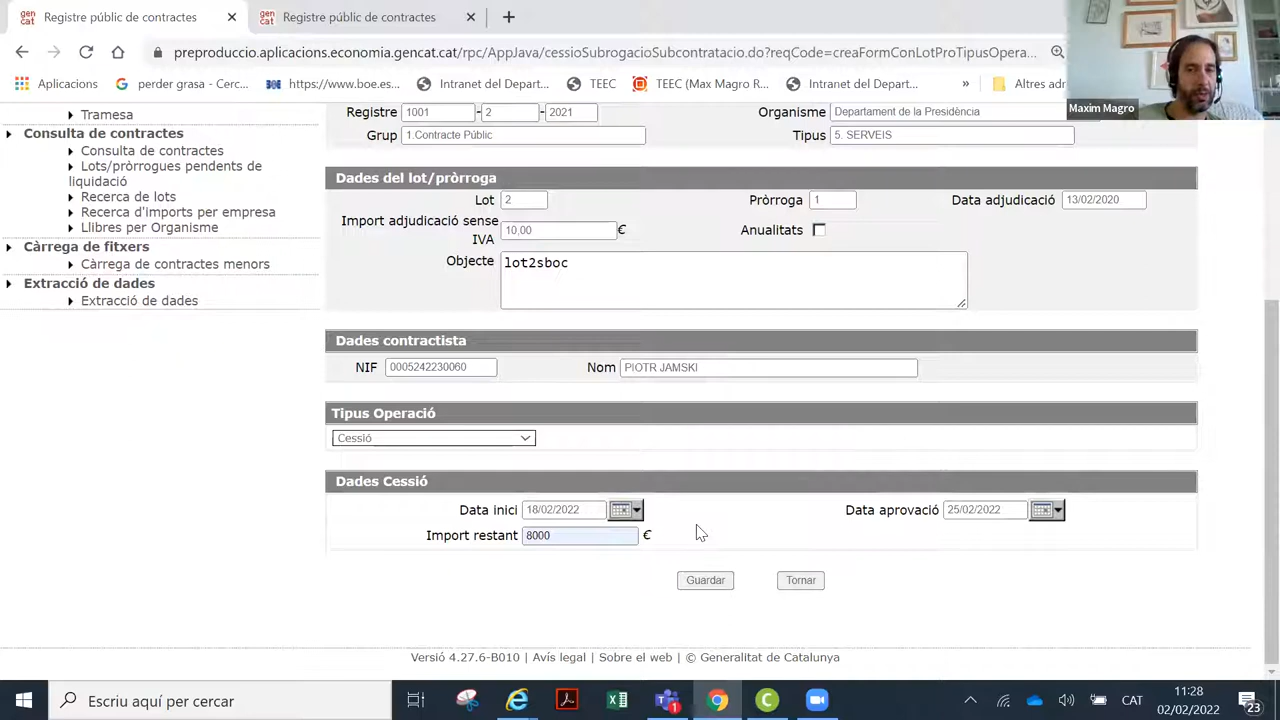 gen cat Registre públic de contractes
gen cat Registre públic de contractes
preproduccio.aplicacions.economia.gencat.cat/rpc/AppJava/cessioSubrogacioSubcontratacio.do?reqCode=creaFormConLotProTipusOpera...
Aplicacions
perder grasa - Cerc...
https://www.boe.es...
Intranet del Depart...
TEEC
TEEC (Max Magro R...
Intranet del Depart...
»
Altres adr
Maxim Magro
Tramesa
Consulta de contractes
Consulta de contractes
Lots/pròrrogues pendents de
liquidació
Recerca de lots
Recerca d'imports per empresa
Llibres per Organisme
Càrrega de fitxers
Càrrega de contractes menors
Extracció de dades
Extracció de dades
Registre 1001 - 2 - 2021 Organisme Departament de la Presidència
Grup 1.Contracte Públic Tipus 5. SERVEIS
Dades del lot/pròrroga
Lot 2 Pròrroga 1 Data adjudicació 13/02/2020
Import adjudicació sense
IVA 10,00 € Anualitats
Objecte lot2sboc
Dades contractista
NIF 0005242230060 Nom PIOTR JAMSKI
Tipus Operació
Cessió
Dades Cessió
Data inici 18/02/2022 Data aprovació 25/02/2022
Import restant 8000 €
Guardar Tornar
Versió 4.27.6-B010 | Avís legal | Sobre el web | © Generalitat de Catalunya
Escriu aquí per cercar
CAT
11:28
02/02/2022
23